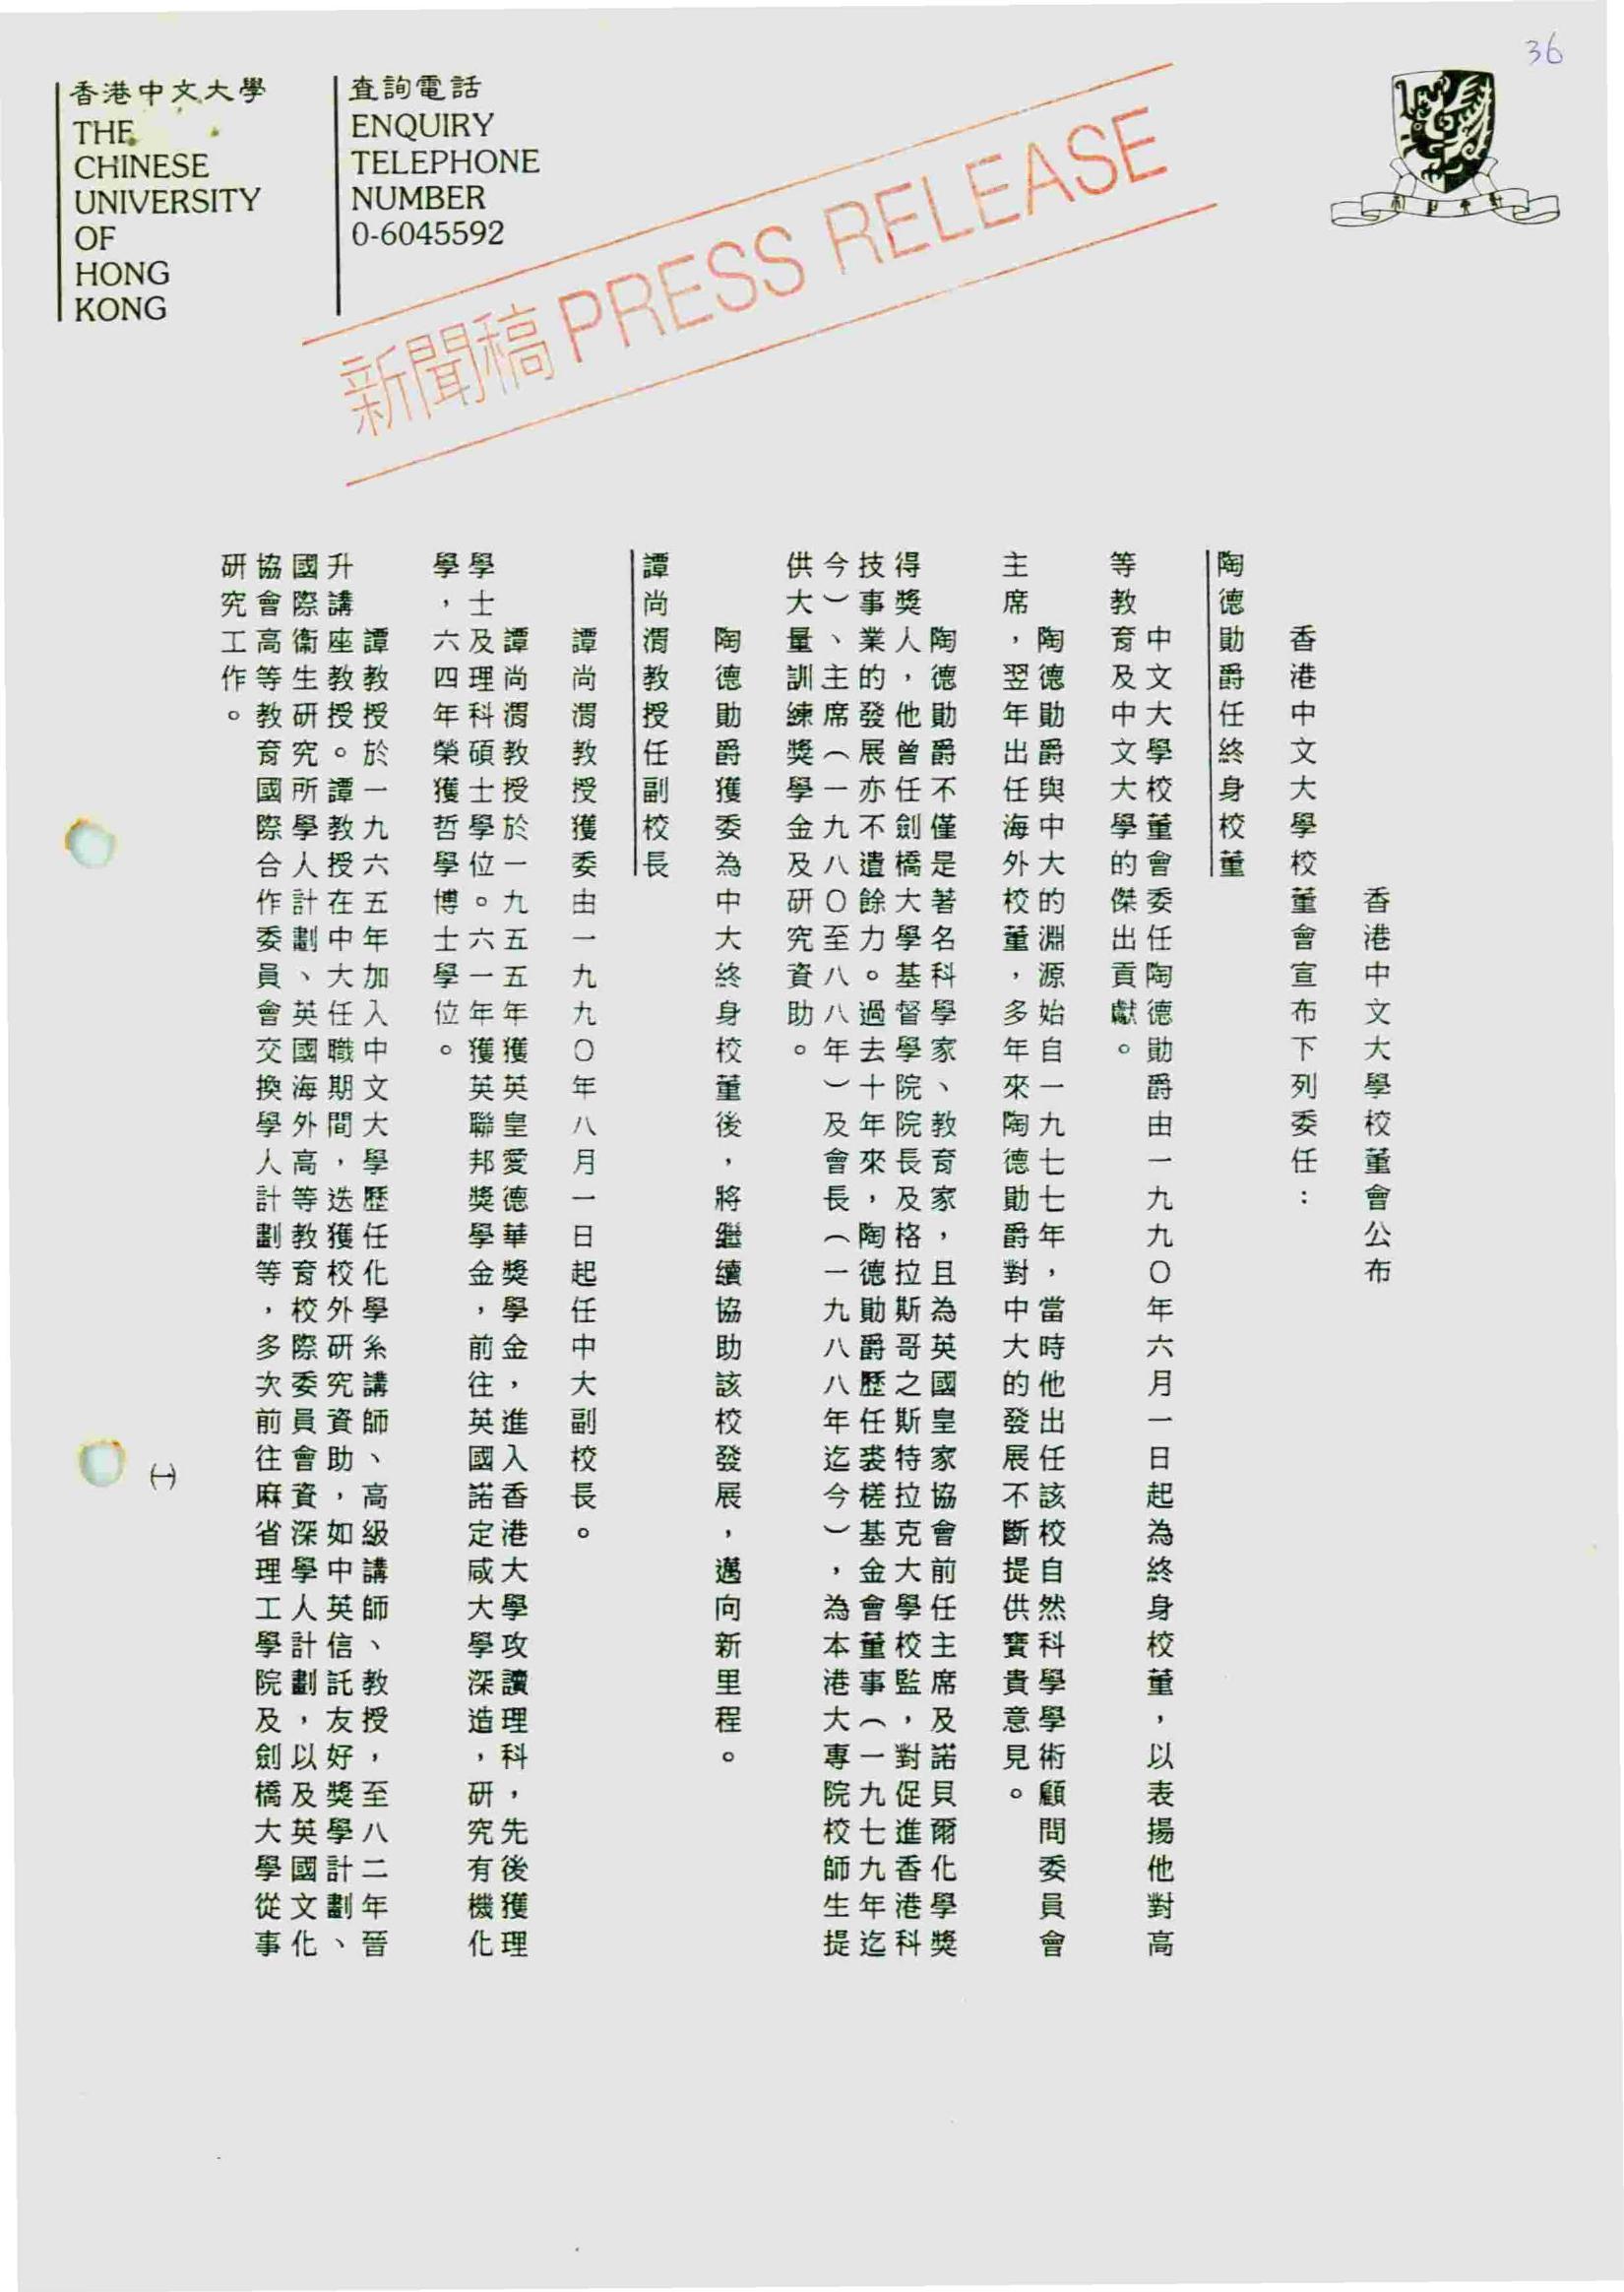 36
香港中文大學
THE
CHINESE
UNIVERSITY
OF
HONG
KONG
查詢電話
ENQUIRY
TELEPHONE
NUMBER
0-6045592
新聞稿 PRESS RELEASE
香港中文大學校董會公布
香港中文大學校董會宣布下列委任：
陶德勛爵任終身校董
中文大學校董會委任陶德勛爵由一九九〇年六月一日起為終身校董，以表揚他對高
等教育及中文大學的傑出貢獻。
陶德勛爵與中大的淵源始自一九七七年，當時他出任該校自然科學學術顧問委員會
主席，翌年出任海外校董，多年來陶德勛爵對中大的發展不斷提供寶貴意見。
陶德勛爵不僅是著名科學家、教育家，且為英國皇家協會前任主席及諾貝爾化學獎
得獎人，他曾任劍橋大學基督學院院長及格拉斯哥之斯特拉克大學校監，對促進香港科
技事業的發展亦不遺餘力。過去十年來，陶德勛爵歷任裘槎基金會董事（一九七九年迄
今）、主席（一九八〇至八八年）及會長（一九八八年迄今），為本港大專院校師生提
供大量訓練獎學金及研究資助。
陶德勛爵獲委為中大終身校董後，將繼續協助該校發展，邁向新里程。
譚尚渭教授任副校長
譚尚渭教授獲委由一九九〇年八月一日起任中大副校長。
譚尚渭教授於一九五五年獲英皇愛德華獎學金，進入香港大學攻讀理科，先後獲理
學士及理科碩士學位。六一年獲英聯邦獎學金，前往英國諾定咸大學深造，研究有機化
學，六四年榮獲哲學博士學位。
譚教授於一九六五年加入中文大學歷任化學系講師、高級講師、教授，至八二年晉
升講座教授。譚教授在中大任職期間，迭獲校外研究資助，如中英信託友好獎學計劃、
國際衞生研究所學人計劃、英國海外高等教育校際委員會資深學人計劃，以及英國文化
協會高等教育國際合作委員會交換學人計劃等，多次前往麻省理工學院及劍橋大學從事
研究工作。
㈠